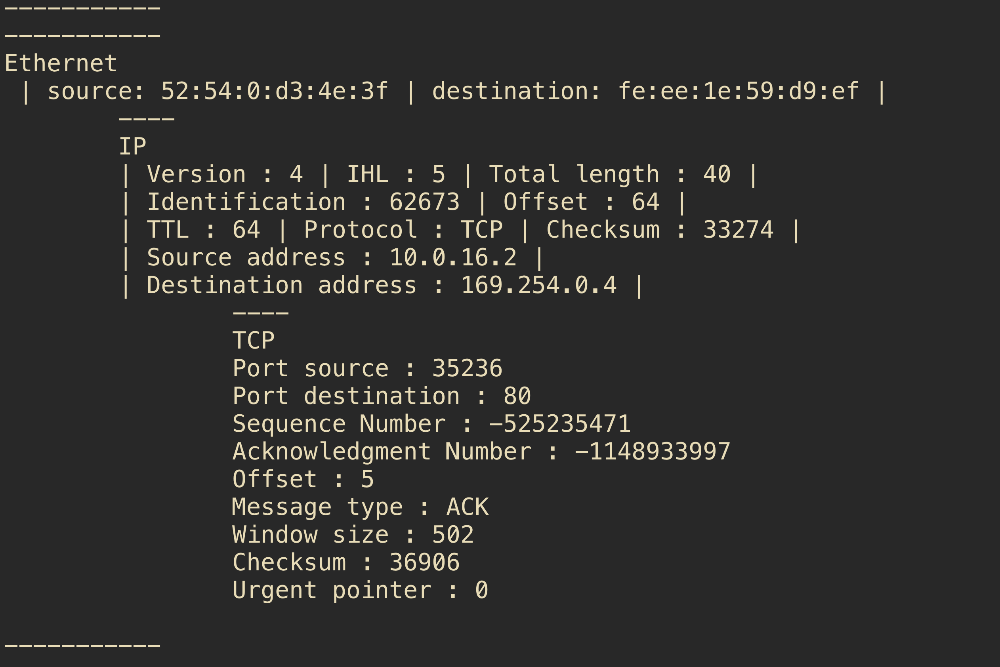 -----------
-----------
Ethernet
 | source: 52:54:0:d3:4e:3f | destination: fe:ee:1e:59:d9:ef |
        ----
        IP
        | Version : 4 | IHL : 5 | Total length : 40 |
        | Identification : 62673 | Offset : 64 |
        | TTL : 64 | Protocol : TCP | Checksum : 33274 |
        | Source address : 10.0.16.2 |
        | Destination address : 169.254.0.4 |
                ----
                TCP
                Port source : 35236
                Port destination : 80
                Sequence Number : -525235471
                Acknowledgment Number : -1148933997
                Offset : 5
                Message type : ACK
                Window size : 502
                Checksum : 36906
                Urgent pointer : 0
-----------